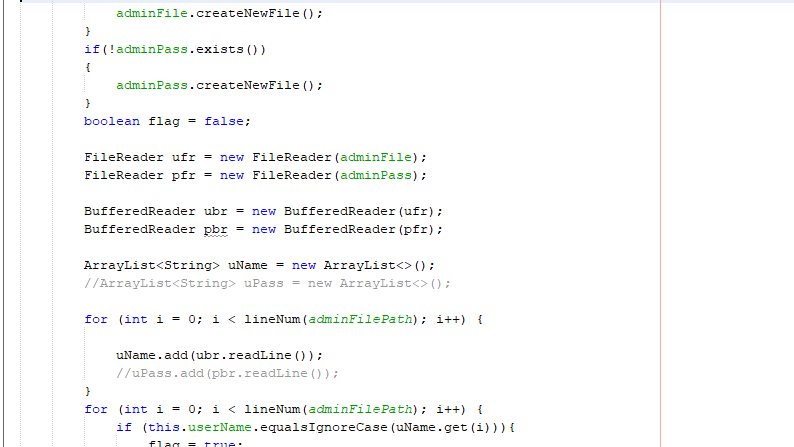 adminFile.createNewFile();
}
if(!adminPass.exists())
{
adminPass.createNewFile();
}
boolean flag = false;
FileReader ufr = new FileReader(adminFile);
FileReader pfr = new FileReader(adminPass);
BufferedReader ubr = new BufferedReader(ufr);
BufferedReader pbr = new BufferedReader(pfr);
ArrayList<String> uName = new ArrayList<>();
//ArrayList<String> uPass = new ArrayList<>();
for (int i = 0; i < lineNum(adminFilePath); i++) {
uName.add(ubr.readLine());
//uPass.add(pbr.readLine());
}
for (int i = 0; i < lineNum(adminFilePath); i++) {
if (this.userName.equalsIgnoreCase(uName.get(i))){
flag = true;